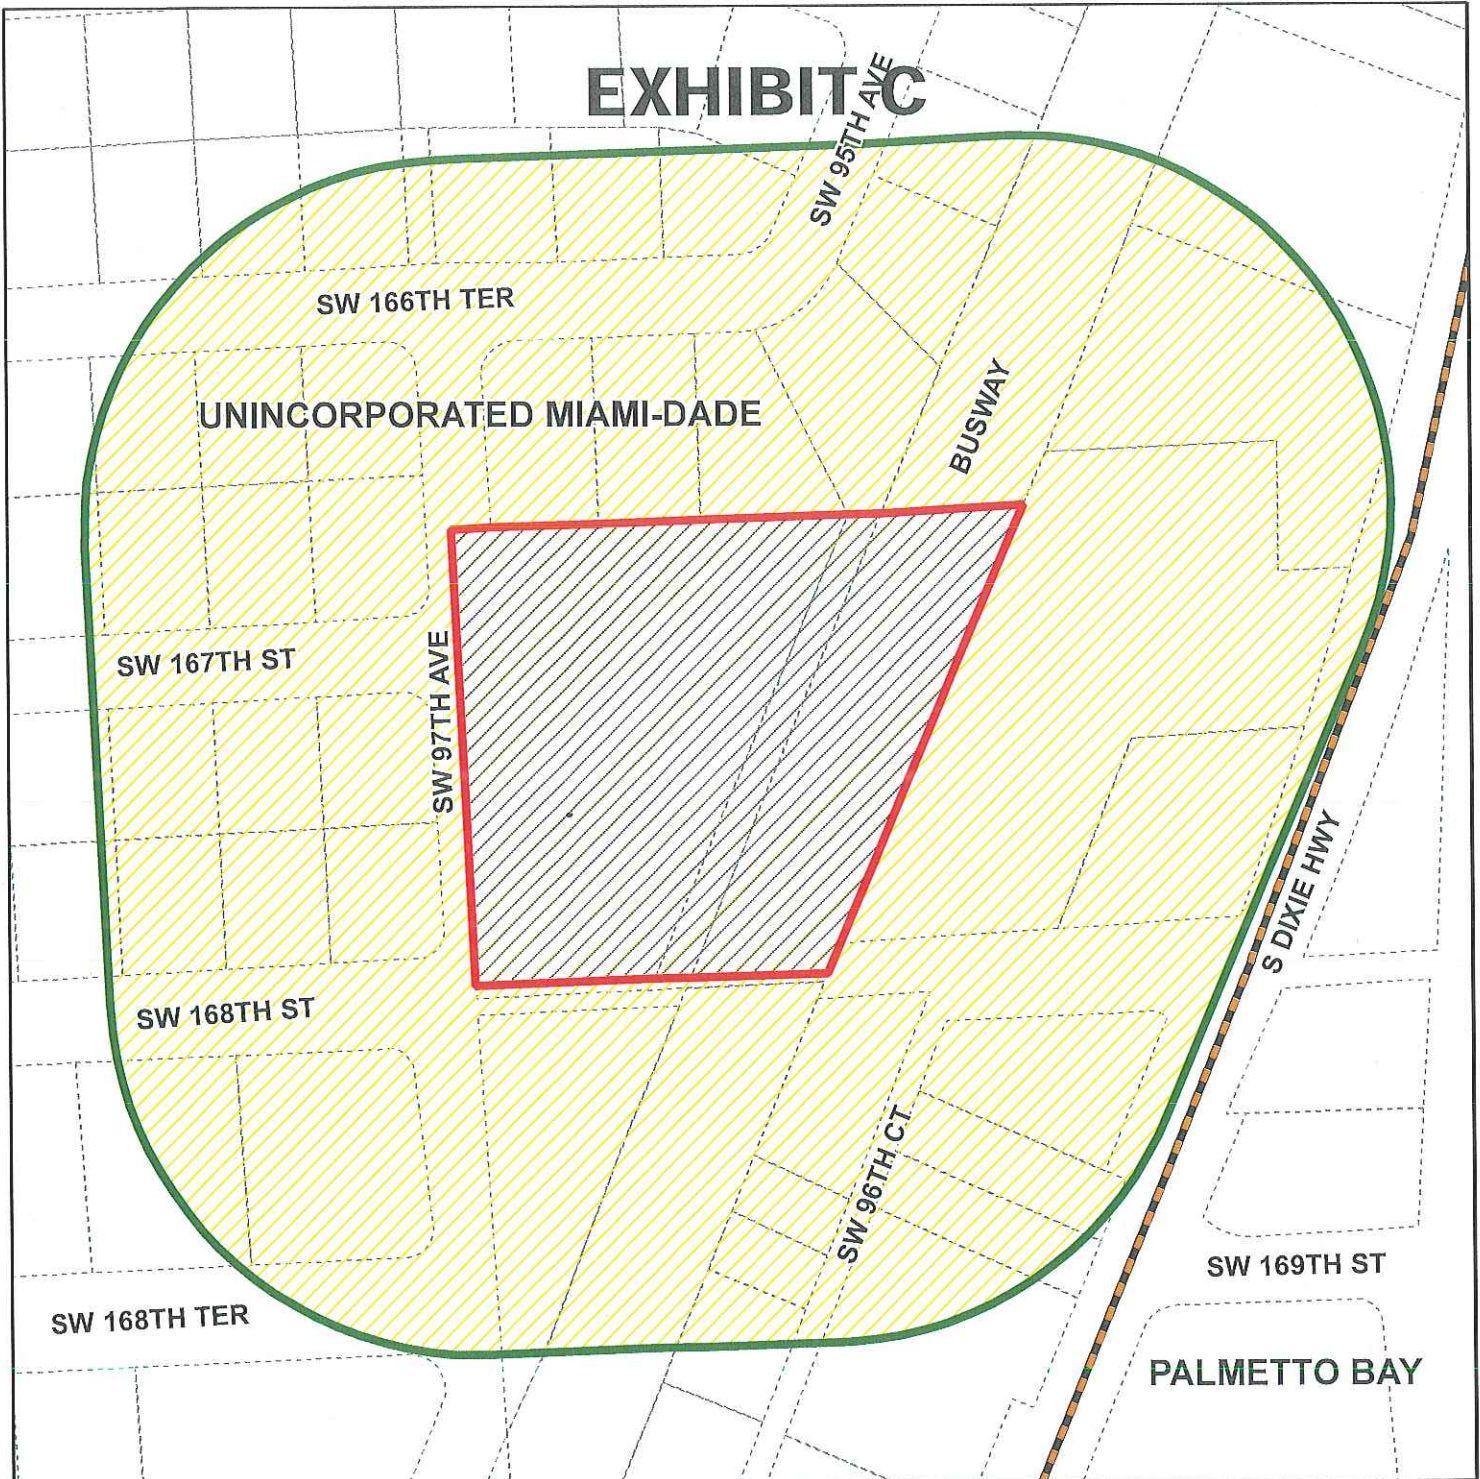 EXHIBIT C
SW 95TH AVE
SW 166TH TER
UNINCORPORATED MIAMI-DADE
BUSWAY
SW 167TH ST
SW 97TH AVE
S DIXIE HWY
SW 168TH ST
SW 96TH CT
SW 169TH ST
SW 168TH TER
PALMETTO BAY